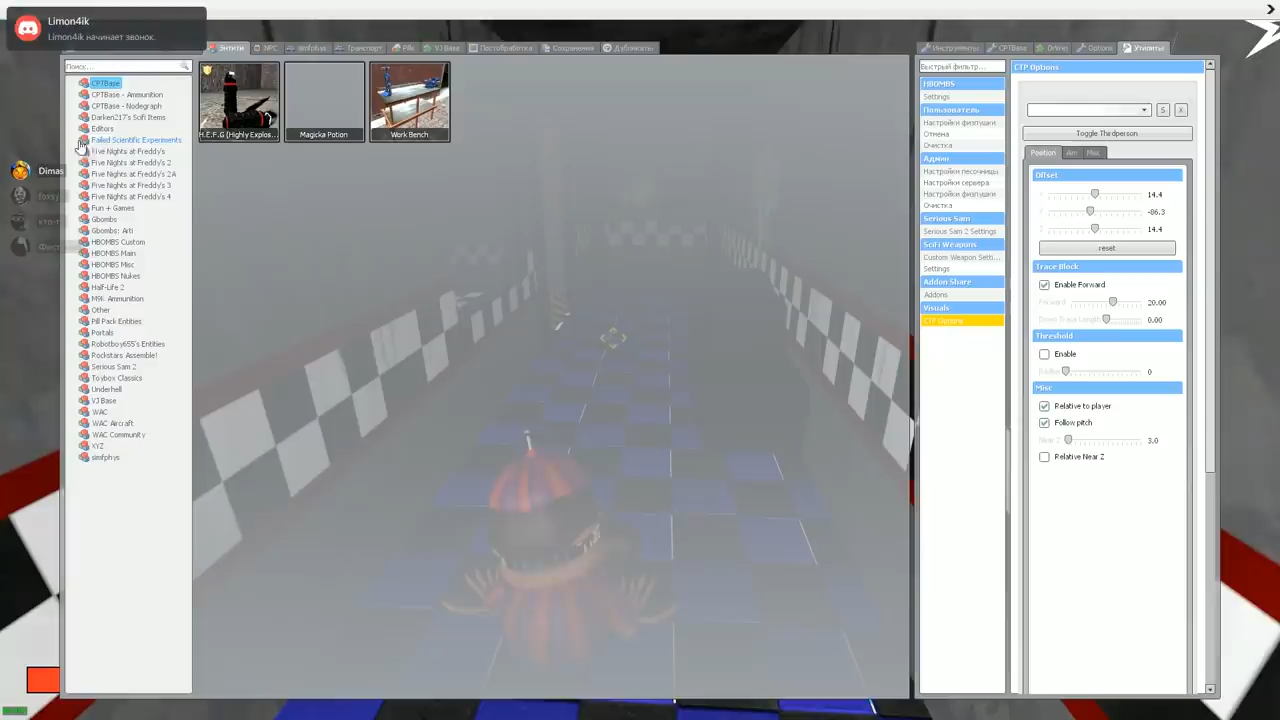 Limon4ik
Limon4ik начинает звонок.
Энтити
NPC
simfphys
Транспорт
Pills
VJ Base
Постобработка
Сохранения
Дубликаты
Инструменты
CPTBase
DrVrej
Options
Утилиты
Поиск...
CPTBase
CPTBase - Ammunition
CPTBase - Nodegraph
Darken217's Scifi Items
Editors
Failed Scientific Experiments
Five Nights at Freddy's
Five Nights at Freddy's 2
Five Nights at Freddy's 2A
Five Nights at Freddy's 3
Five Nights at Freddy's 4
Fun + Games
Gbombs
Gbombs: Arti
HBOMBS Custom
HBOMBS Main
HBOMBS Misc
HBOMBS Nukes
Half-Life 2
M9K Ammunition
Other
Pill Pack Entities
Portals
Robotboy655's Entities
Rockstars Assemble!
Serious Sam 2
Toybox Classics
Underhell
VJ Base
WAC
WAC Aircraft
WAC Community
XYZ
simfphys
H.E.F.G (Highly Explos...
Magicka Potion
Work Bench
Dimas
foxsy
Быстрый фильтр...
HBOMBS
Settings
Пользователь
Настройки физпушки
Отмена
Очистка
Админ
Настройки песочницы
Настройки сервера
Настройки физпушки
Очистка
Serious Sam
Serious Sam 2 Settings
SciFi Weapons
Custom Weapon Setti...
Settings
Addon Share
Addons
Visuals
CTP Options
CTP Options
S
X
Toggle Thirdperson
Position
Aim
Misc
Offset
X 14.4
Y -86.3
Z 14.4
reset
Trace Block
Enable Forward
Forward 20.00
Down Trace Length 0.00
Threshold
Enable
Radius 0
Misc
Relative to player
Follow pitch
Near Z 3.0
Relative Near Z